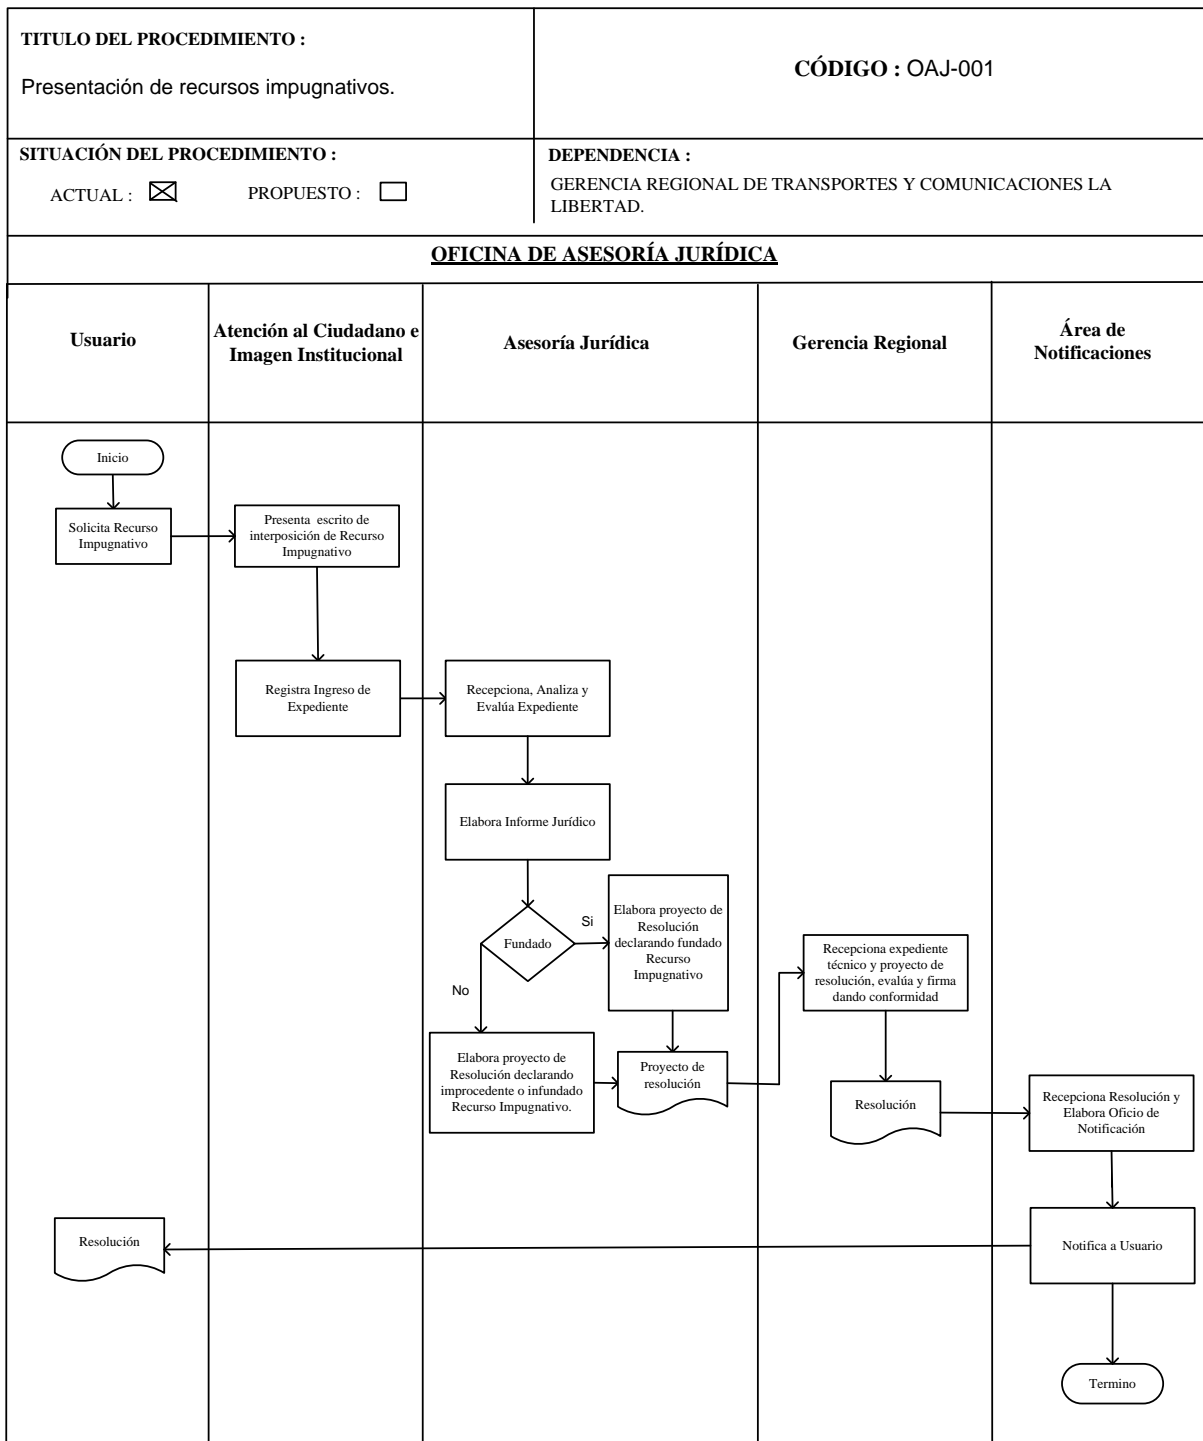 TITULO DEL PROCEDIMIENTO :
Presentación de recursos impugnativos.
CÓDIGO : OAJ-001
SITUACIÓN DEL PROCEDIMIENTO :
ACTUAL :
PROPUESTO :
DEPENDENCIA :
GERENCIA REGIONAL DE TRANSPORTES Y COMUNICACIONES LA
LIBERTAD.
OFICINA DE ASESORÍA JURÍDICA
Usuario
Atención al Ciudadano e
Imagen Institucional
Asesoría Jurídica
Gerencia Regional
Área de
Notificaciones
Inicio
Solicita Recurso
Impugnativo
Presenta escrito de
interposición de Recurso
Impugnativo
Registra Ingreso de
Expediente
Recepciona, Analiza y
Evalúa Expediente
Elabora Informe Jurídico
Fundado
Si
Elabora proyecto de
Resolución
declarando fundado
Recurso
Impugnativo
No
Elabora proyecto de
Resolución declarando
improcedente o infundado
Recurso Impugnativo.
Proyecto de
resolución
Recepciona expediente
técnico y proyecto de
resolución, evalúa y firma
dando conformidad
Resolución
Recepciona Resolución y
Elabora Oficio de
Notificación
Notifica a Usuario
Resolución
Termino